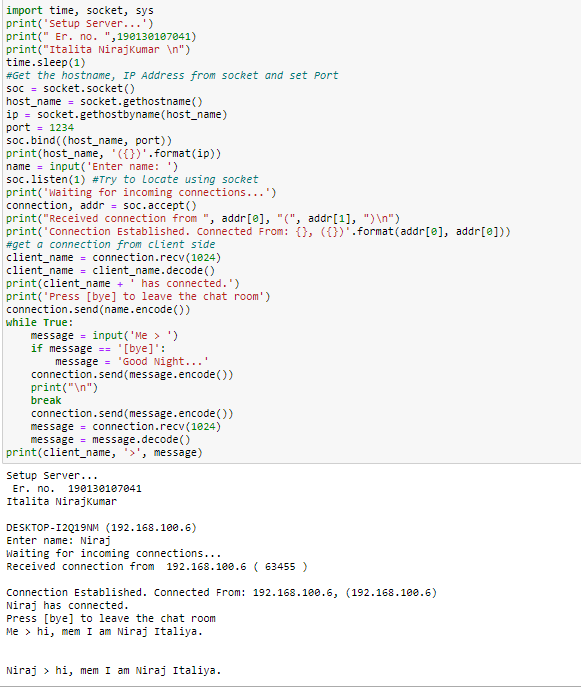 import time, socket, sys
print('Setup Server...')
print(" Er. no. ",190130107041)
print("Italita NirajKumar \n")
time.sleep(1)
#Get the hostname, IP Address from socket and set Port
soc = socket.socket()
host_name = socket.gethostname()
ip = socket.gethostbyname(host_name)
port = 1234
soc.bind((host_name, port))
print(host_name, '({})'.format(ip))
name = input('Enter name: ')
soc.listen(1) #Try to locate using socket
print('Waiting for incoming connections...')
connection, addr = soc.accept()
print("Received connection from ", addr[0], "(", addr[1], ")\n")
print('Connection Established. Connected From: {}, ({})'.format(addr[0], addr[0]))
#get a connection from client side
client_name = connection.recv(1024)
client_name = client_name.decode()
print(client_name + ' has connected.')
print('Press [bye] to leave the chat room')
connection.send(name.encode())
while True:
    message = input('Me > ')
    if message == '[bye]':
        message = 'Good Night...'
    connection.send(message.encode())
    print("\n")
    break
    connection.send(message.encode())
    message = connection.recv(1024)
    message = message.decode()
print(client_name, '>', message)
Setup Server...
 Er. no.  190130107041
Italita NirajKumar
DESKTOP-I2Q19NM (192.168.100.6)
Enter name: Niraj
Waiting for incoming connections...
Received connection from  192.168.100.6 ( 63455 )
Connection Established. Connected From: 192.168.100.6, (192.168.100.6)
Niraj has connected.
Press [bye] to leave the chat room
Me > hi, mem I am Niraj Italiya.
Niraj > hi, mem I am Niraj Italiya.